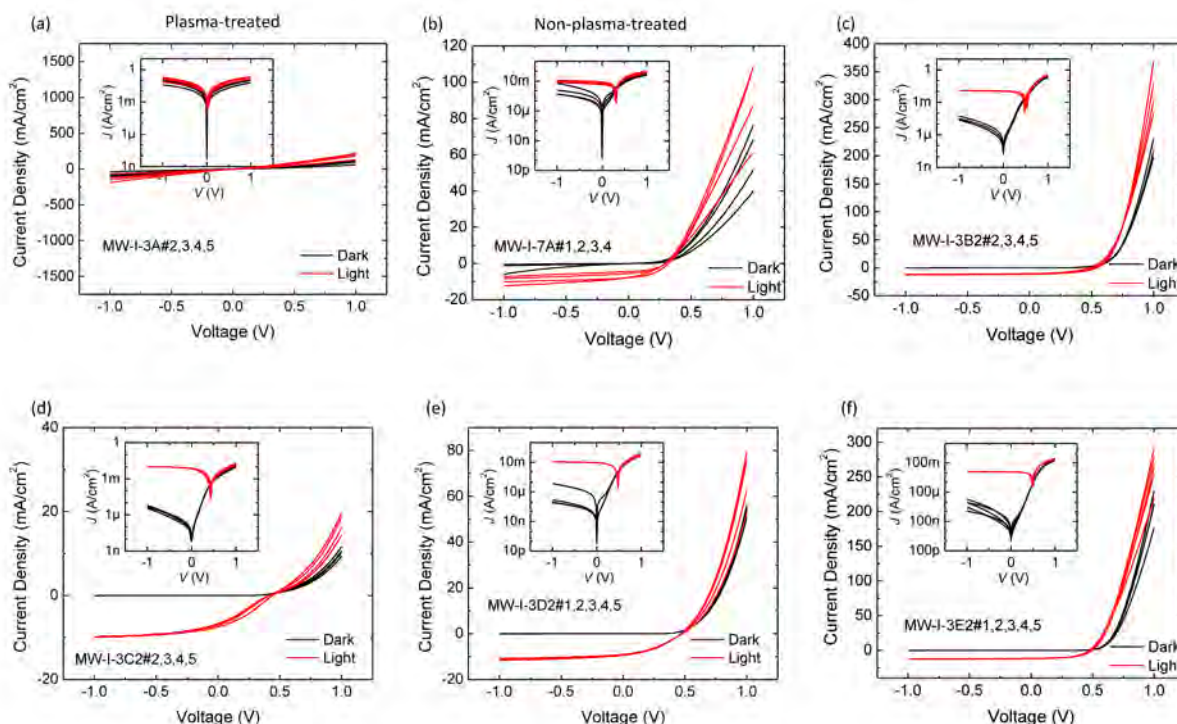 (a)
Plasma-treated
Current Density (mA/cm²)
1500
1000
500
0
-500
-1000
-1500
-1.0 -0.5 0.0 0.5 1.0
Voltage (V)
J (A/cm²)
1
1m
1μ
1n
-1 0 1
V (V)
MW-I-3A#2,3,4,5
Dark
Light
(b)
Non-plasma-treated
Current Density (mA/cm²)
120
100
80
60
40
20
0
-20
-1.0 -0.5 0.0 0.5 1.0
Voltage (V)
J (A/cm²)
10m
10μ
10n
10p
-1 0 1
V (V)
MW-I-7A#1,2,3,4
Dark
Light
(c)
Current Density (mA/cm²)
400
350
300
250
200
150
100
50
0
-50
-1.0 -0.5 0.0 0.5 1.0
Voltage (V)
J (A/cm²)
1
1m
1μ
1n
-1 0 1
V (V)
MW-I-3B2#2,3,4,5
Dark
Light
(d)
Current Density (mA/cm²)
40
20
0
-20
-1.0 -0.5 0.0 0.5 1.0
Voltage (V)
J (A/cm²)
1
1m
1μ
1n
-1 0 1
V (V)
MW-I-3C2#2,3,4,5
Dark
Light
(e)
Current Density (mA/cm²)
80
60
40
20
0
-20
-1.0 -0.5 0.0 0.5 1.0
Voltage (V)
J (A/cm²)
10m
10μ
10n
10p
-1 0 1
V (V)
MW-I-3D2#1,2,3,4,5
Dark
Light
(f)
Current Density (mA/cm²)
300
250
200
150
100
50
0
-50
-1.0 -0.5 0.0 0.5 1.0
Voltage (V)
J (A/cm²)
100m
100μ
100n
100p
-1 0 1
V (V)
MW-I-3E2#1,2,3,4,5
Dark
Light